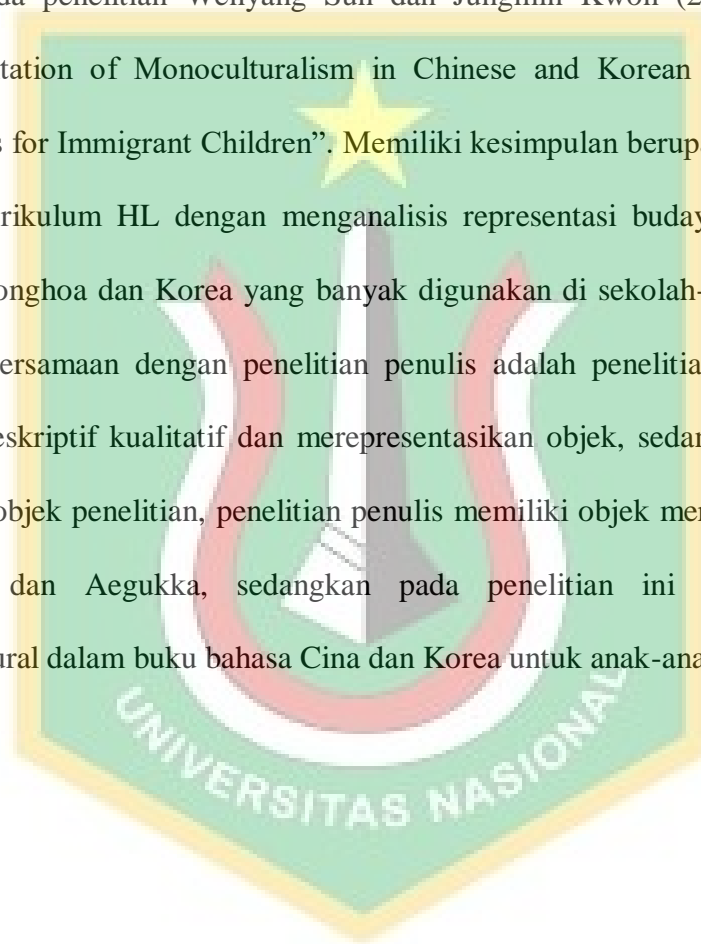 da penelitian Wenyang Sun dan Jungmin Kwon (2
tation of Monoculturalism in Chinese and Korean
s for Immigrant Children”. Memiliki kesimpulan berupa
rikulum HL dengan menganalisis representasi buday
onghoa dan Korea yang banyak digunakan di sekolah-
ersamaan dengan penelitian penulis adalah penelitia
eskriptif kualitatif dan merepresentasikan objek, sedan
objek penelitian, penelitian penulis memiliki objek mer
dan Aegukka, sedangkan pada penelitian ini
ural dalam buku bahasa Cina dan Korea untuk anak-ana
UNIVERSITAS NASIONAL